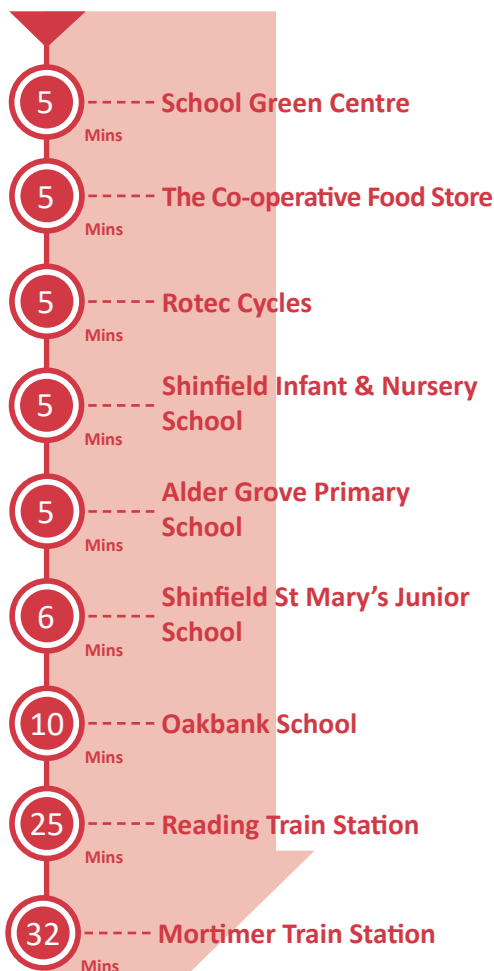 5
School Green Centre
Mins
5
The Co-operative Food Store
Mins
5
Rotec Cycles
Mins
5
Shinfield Infant & Nursery
School
Mins
5
Alder Grove Primary
School
Mins
6
Shinfield St Mary’s Junior
School
Mins
10
Oakbank School
Mins
25
Reading Train Station
Mins
32
Mortimer Train Station
Mins